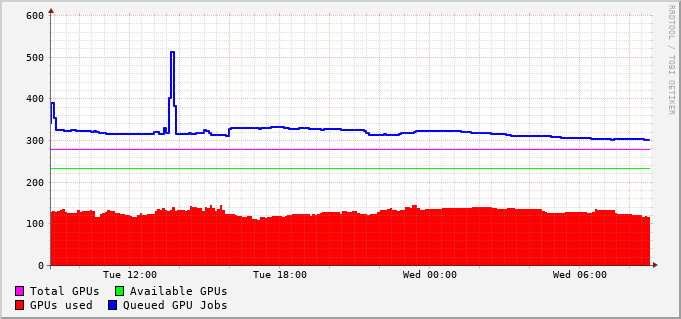 RRDTOOL / TOBI OETIKER
600
500
400
300
200
100
0
Tue 12:00 Tue 18:00 Wed 00:00 Wed 06:00
Total GPUs Available GPUs
GPUs used Queued GPU Jobs